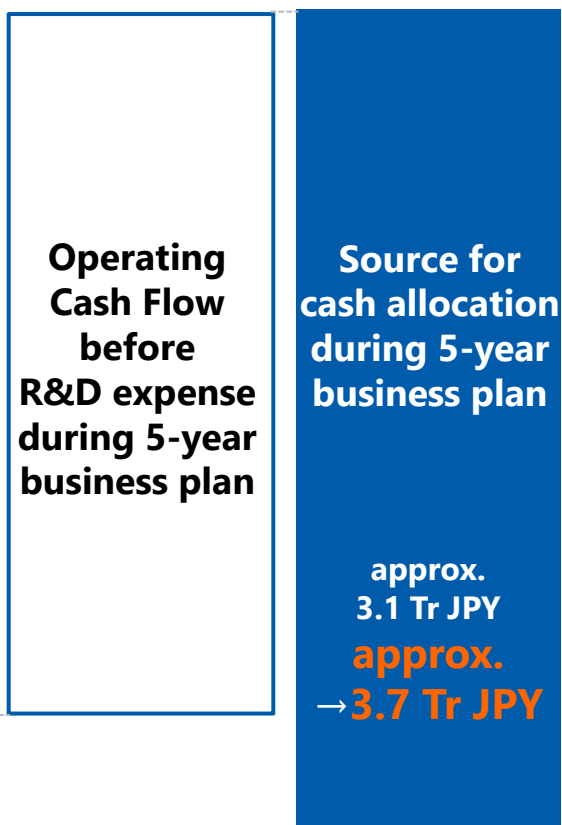 Operating
Cash Flow
before
R&D expense
during 5-year
business plan
Source for
cash allocation
during 5-year
business plan
approx.
3.1 Tr JPY
approx.
→3.7 Tr JPY